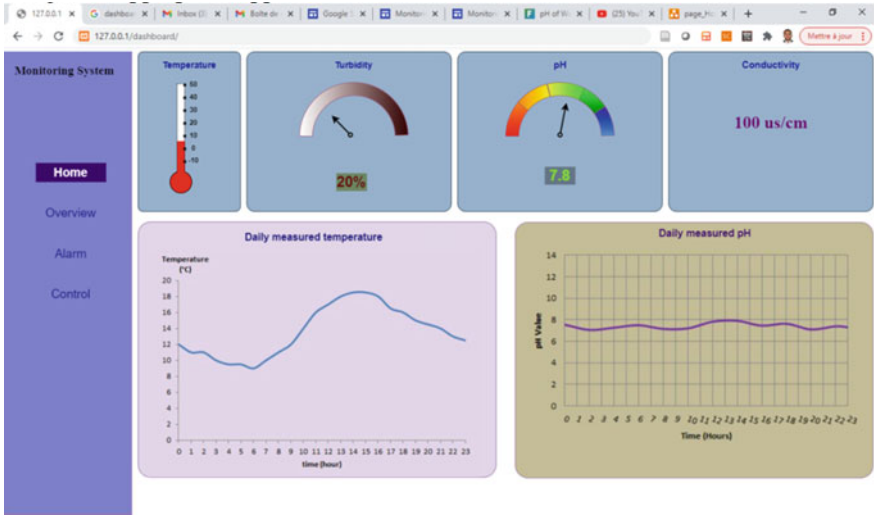 127.0.0.1
dashboa
Inbox (3)
Boîte de
Google
Monitor
Monitor
pH of W
(25) You
page_H
127.0.0.1/dashboard/
Mettre à jour
Monitoring System
Home
Overview
Alarm
Control
Temperature
50
40
30
20
10
0
-10
Turbidity
20%
pH
7.8
Conductivity
100 us/cm
Daily measured temperature
Temperature
(°C)
20
18
16
14
12
10
8
6
4
2
0
0 1 2 3 4 5 6 7 8 9 10 11 12 13 14 15 16 17 18 19 20 21 22 23
time (hour)
Daily measured pH
pH Value
14
12
10
8
6
4
2
0
0 1 2 3 4 5 6 7 8 9 10 11 12 13 14 15 16 17 18 19 20 21 22 23
Time (Hours)